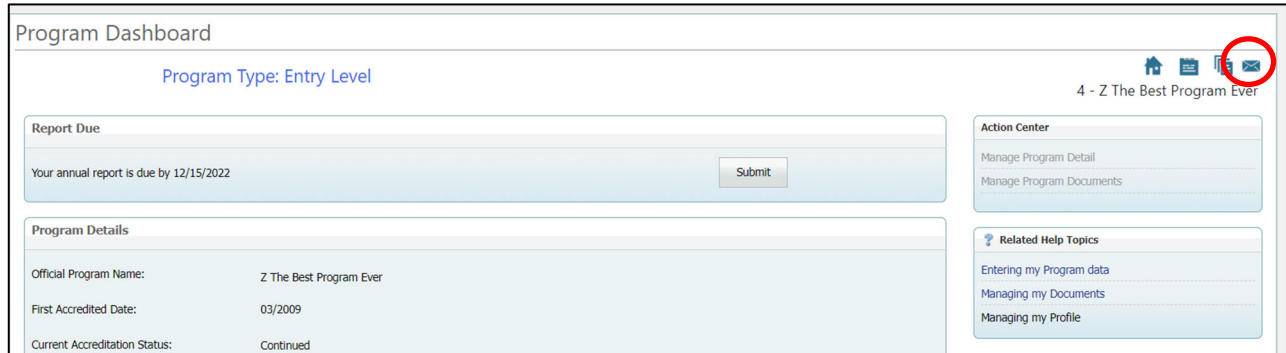 Program Dashboard
Program Type: Entry Level
4 - Z The Best Program Ever
Report Due
Your annual report is due by 12/15/2022
Submit
Program Details
Official Program Name: Z The Best Program Ever
First Accredited Date: 03/2009
Current Accreditation Status: Continued
Action Center
Manage Program Detail
Manage Program Documents
? Related Help Topics
Entering my Program data
Managing my Documents
Managing my Profile